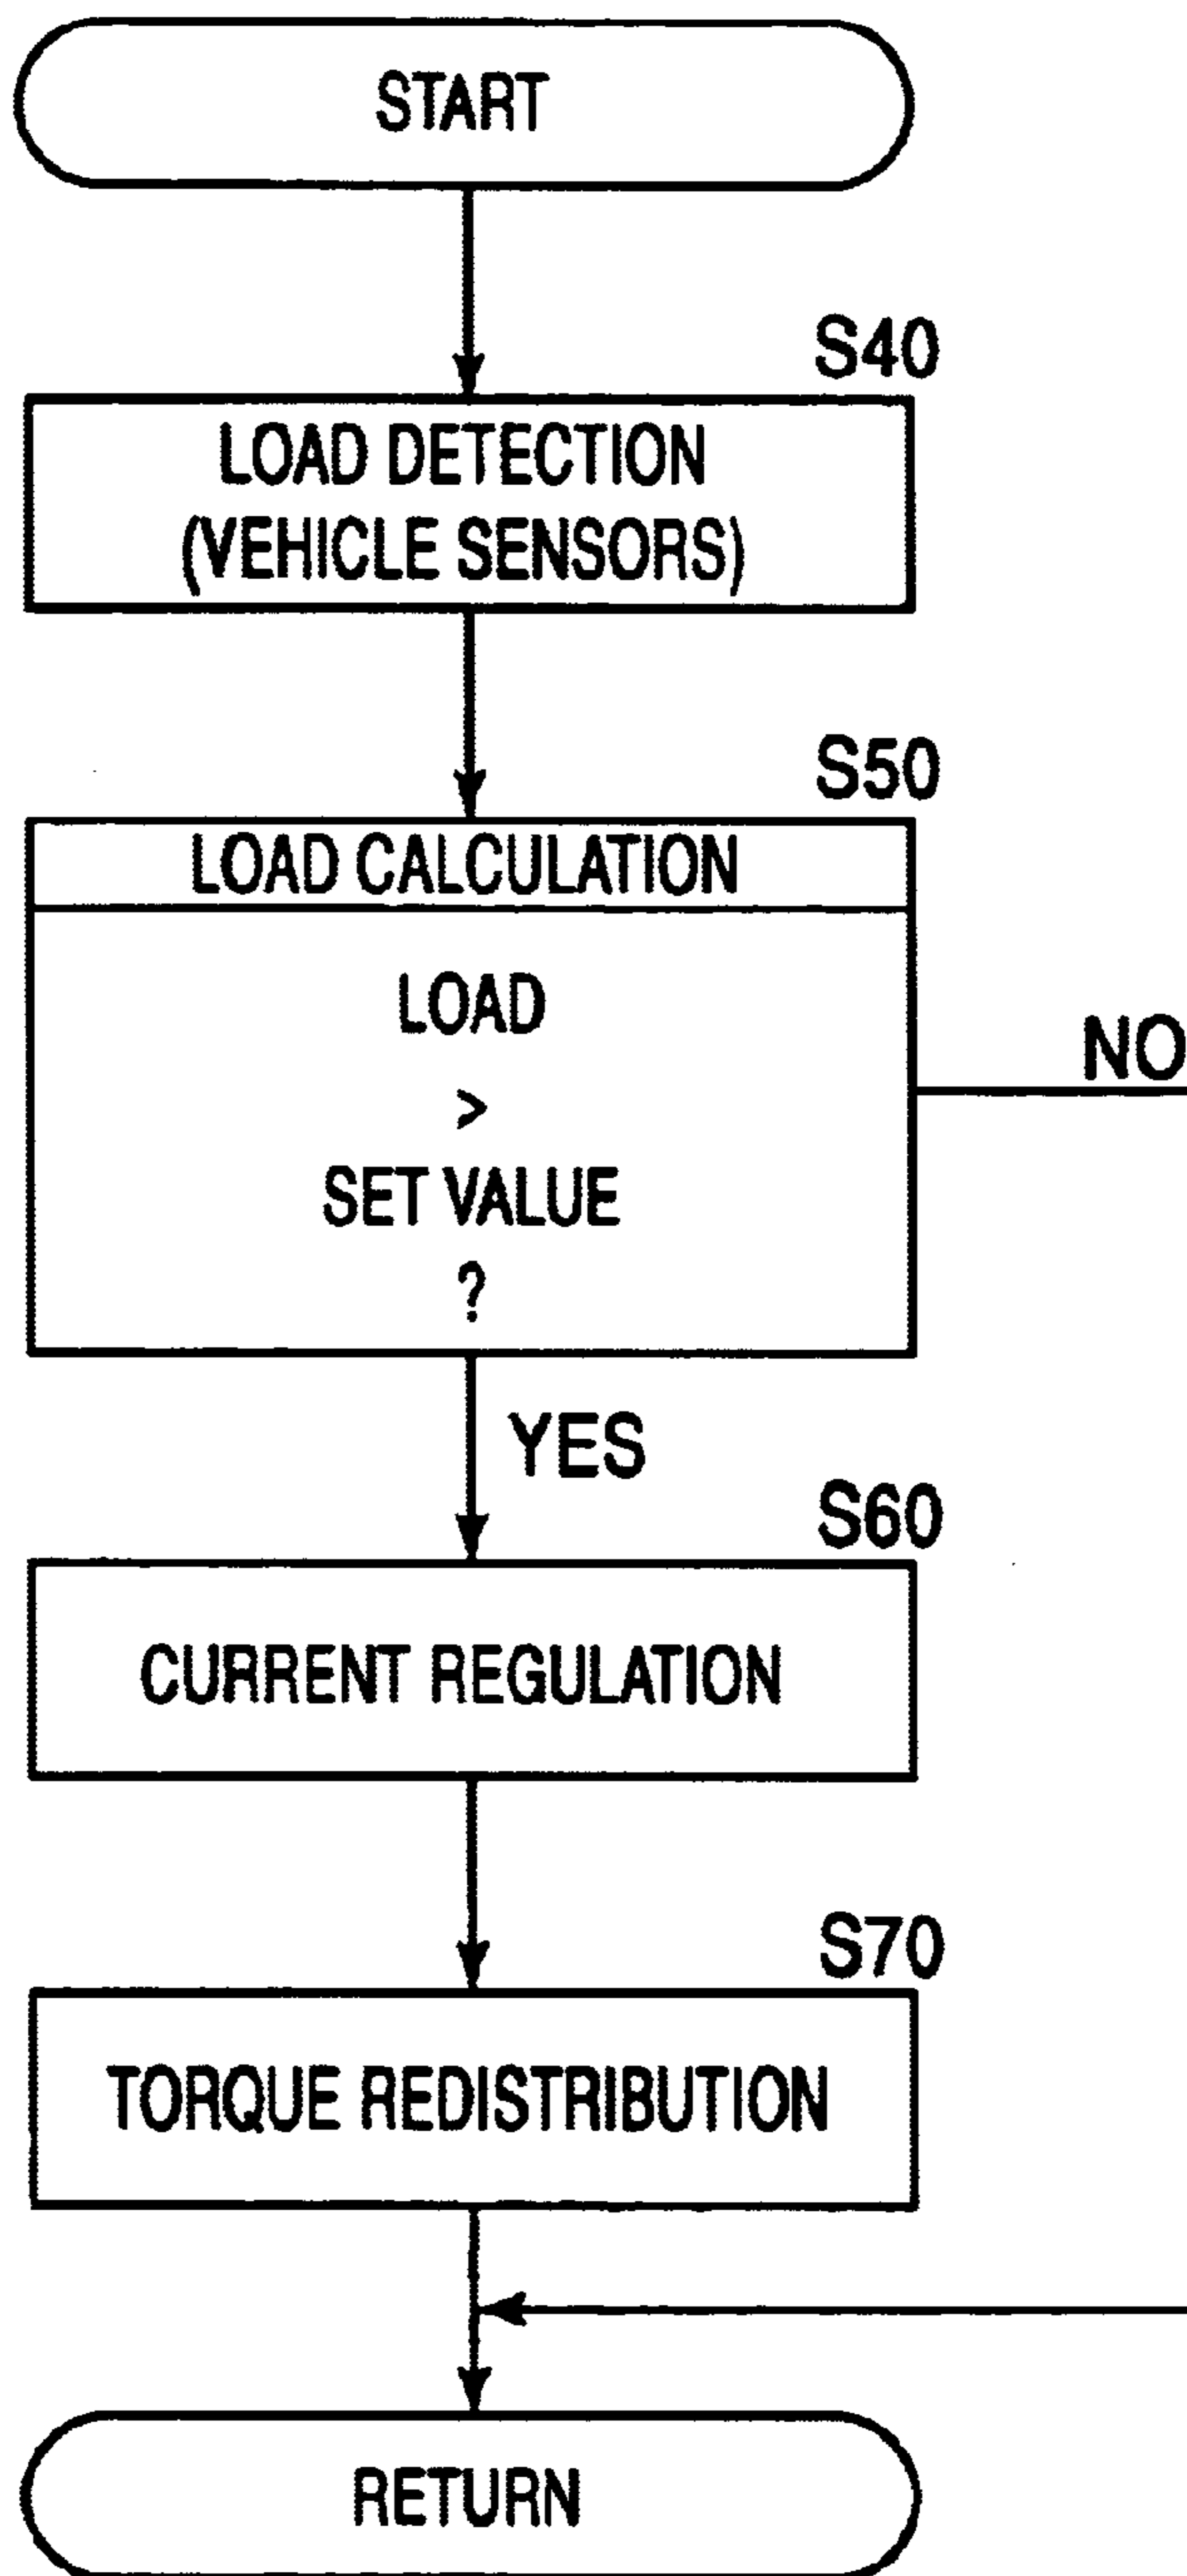 START
S40
LOAD DETECTION
(VEHICLE SENSORS)
S50
LOAD CALCULATION
LOAD
>
SET VALUE
?
NO
YES
S60
CURRENT REGULATION
S70
TORQUE REDISTRIBUTION
RETURN